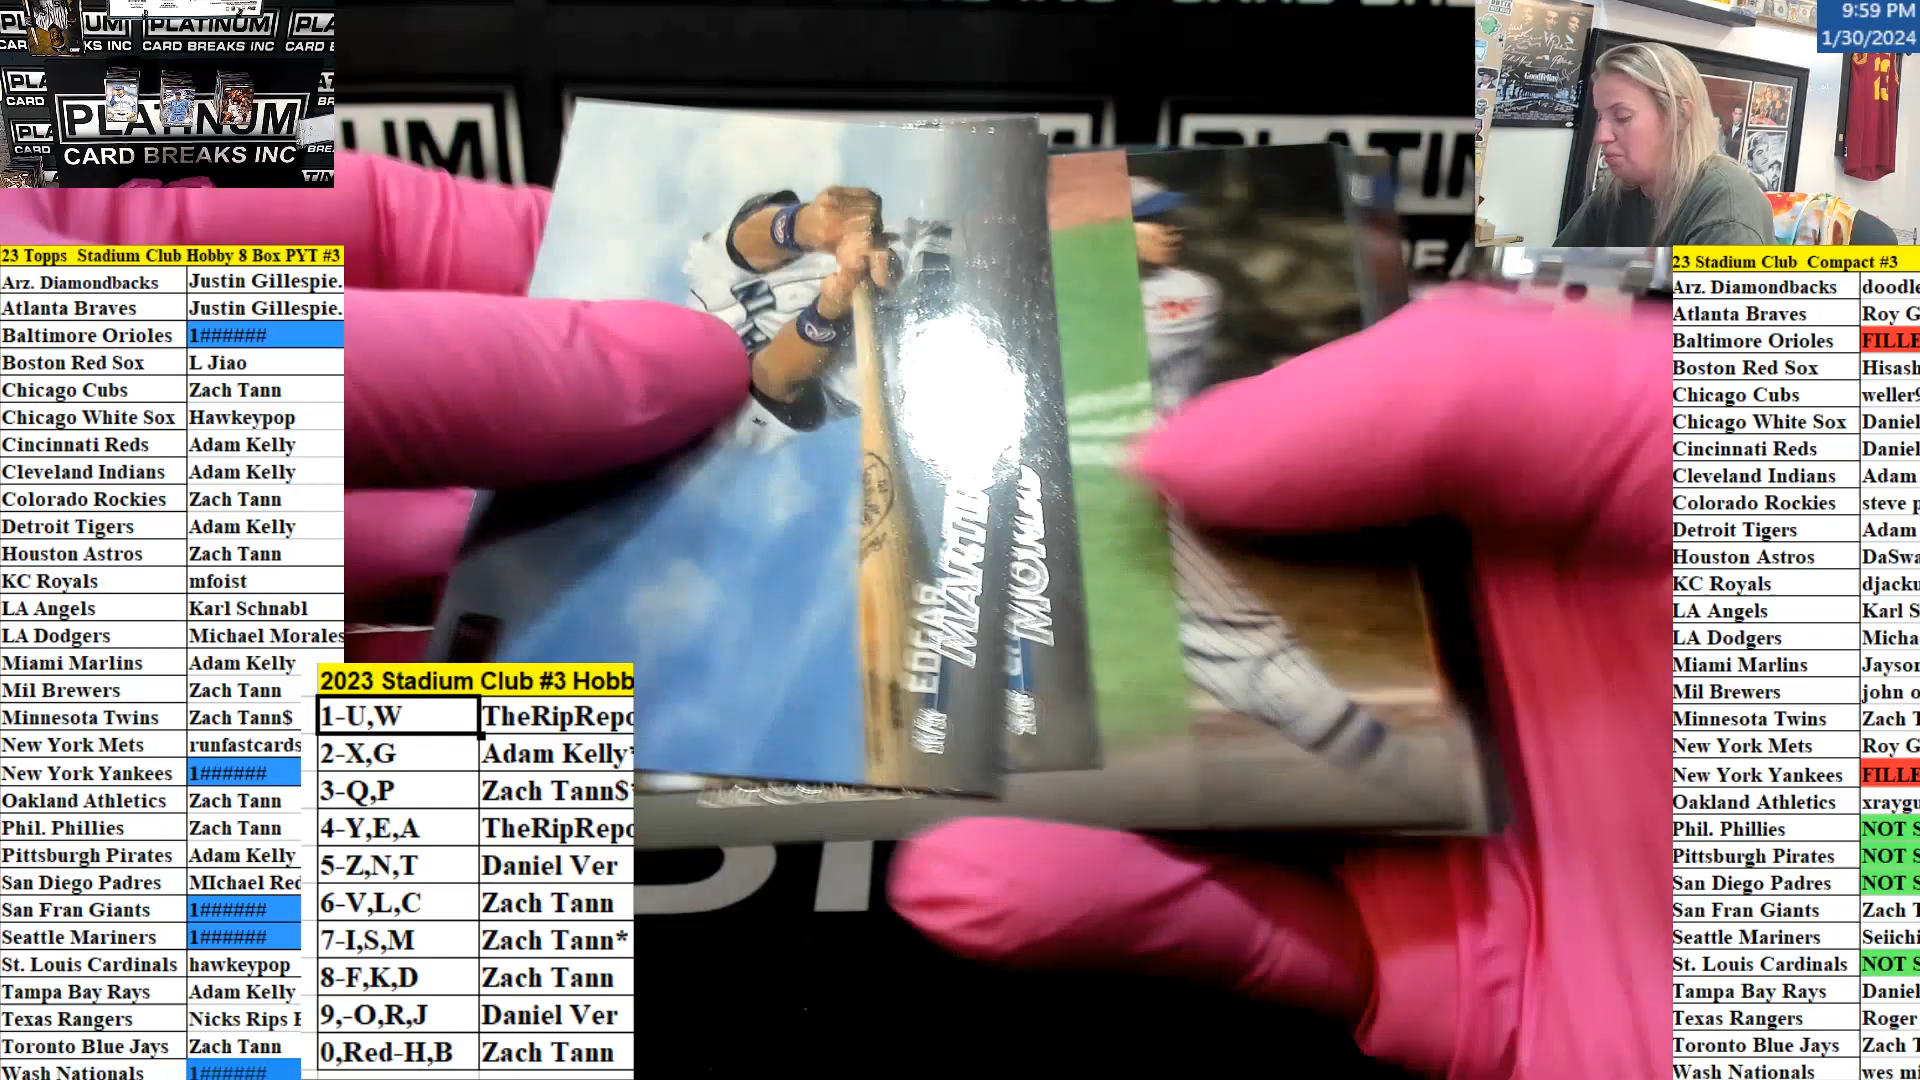 9:59 PM
1/30/2024
PLATINUM
CARD BREAKS INC
PLATINUM
CARD BREAKS INC
GoodFellas
13
EDGAR
23 Topps Stadium Club Hobby 8 Box PYT #3
Arz. Diamondbacks Justin Gillespie.
Atlanta Braves Justin Gillespie.
Baltimore Orioles 1######
Boston Red Sox L Jiao
Chicago Cubs Zach Tann
Chicago White Sox Hawkeypop
Cincinnati Reds Adam Kelly
Cleveland Indians Adam Kelly
Colorado Rockies Zach Tann
Detroit Tigers Adam Kelly
Houston Astros Zach Tann
KC Royals mfoist
LA Angels Karl Schnabl
LA Dodgers Michael Morales
Miami Marlins Adam Kelly
Mil Brewers Zach Tann
Minnesota Twins Zach Tann$
New York Mets runfastcards
New York Yankees 1######
Oakland Athletics Zach Tann
Phil. Phillies Zach Tann
Pittsburgh Pirates Adam Kelly
San Diego Padres MIchael Red
San Fran Giants 1######
Seattle Mariners 1######
St. Louis Cardinals hawkeypop
Tampa Bay Rays Adam Kelly
Texas Rangers Nicks Rips
Toronto Blue Jays Zach Tann
Wash Nationals 1######
2023 Stadium Club #3 Hobb
1-U,W TheRipRepo
2-X,G Adam Kelly*
3-Q,P Zach Tann$*
4-Y,E,A TheRipRepo
5-Z,N,T Daniel Ver
6-V,L,C Zach Tann
7-I,S,M Zach Tann*
8-F,K,D Zach Tann
9,-O,R,J Daniel Ver
0,Red-H,B Zach Tann
23 Stadium Club Compact #3
Arz. Diamondbacks doodle
Atlanta Braves Roy G
Baltimore Orioles FILLE
Boston Red Sox Hisash
Chicago Cubs weller9
Chicago White Sox Daniel
Cincinnati Reds Daniel
Cleveland Indians Adam
Colorado Rockies steve p
Detroit Tigers Adam
Houston Astros DaSwa
KC Royals djacku
LA Angels Karl S
LA Dodgers Micha
Miami Marlins Jayson
Mil Brewers john o
Minnesota Twins Zach T
New York Mets Roy G
New York Yankees FILLE
Oakland Athletics xraygu
Phil. Phillies NOT S
Pittsburgh Pirates NOT S
San Diego Padres NOT S
San Fran Giants Zach T
Seattle Mariners Seiichi
St. Louis Cardinals NOT S
Tampa Bay Rays Daniel
Texas Rangers Roger
Toronto Blue Jays Zach T
Wash Nationals wes mi